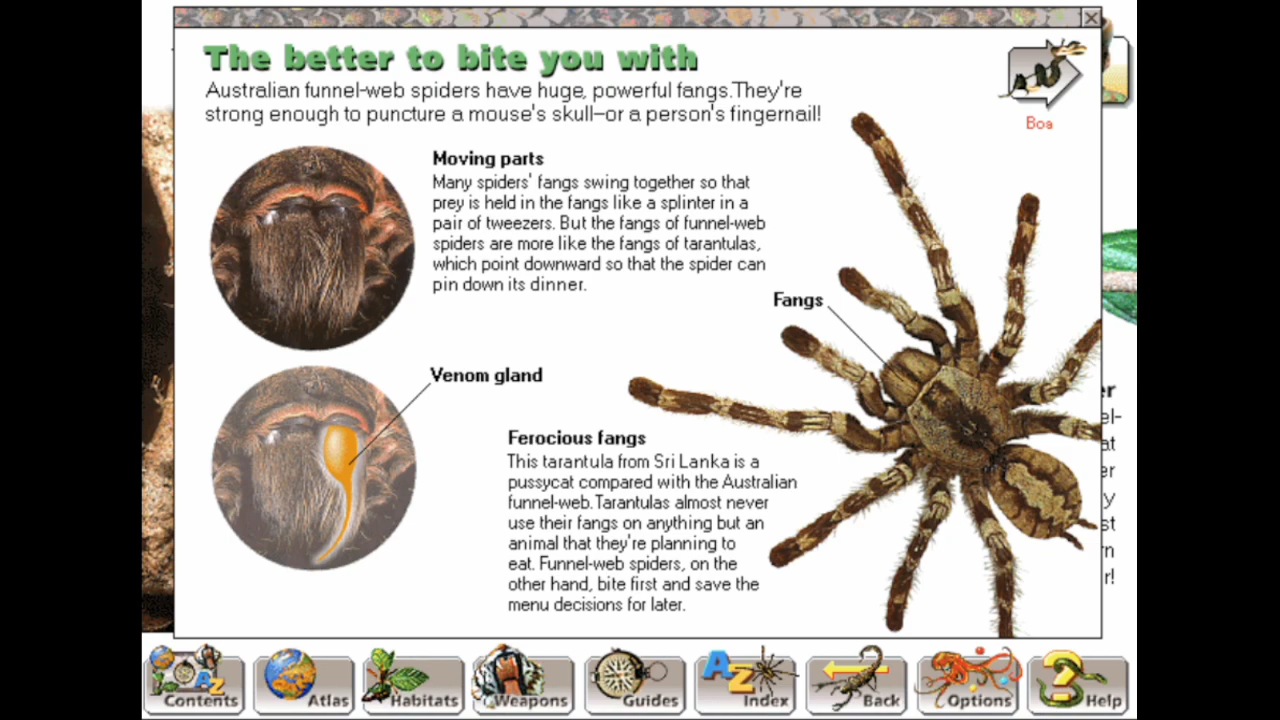 The better to bite you with
Australian funnel-web spiders have huge, powerful fangs.They're
strong enough to puncture a mouse's skull–or a person's fingernail!
Boa
Moving parts
Many spiders' fangs swing together so that
prey is held in the fangs like a splinter in a
pair of tweezers. But the fangs of funnel-web
spiders are more like the fangs of tarantulas,
which point downward so that the spider can
pin down its dinner.
Fangs
Venom gland
Ferocious fangs
This tarantula from Sri Lanka is a
pussycat compared with the Australian
funnel-web.Tarantulas almost never
use their fangs on anything but an
animal that they're planning to
eat. Funnel-web spiders, on the
other hand, bite first and save the
menu decisions for later.
er
el-
at
er
y
st
rn
r!
Contents
Atlas
Habitats
Weapons
Guides
AZ Index
Back
Options
? Help